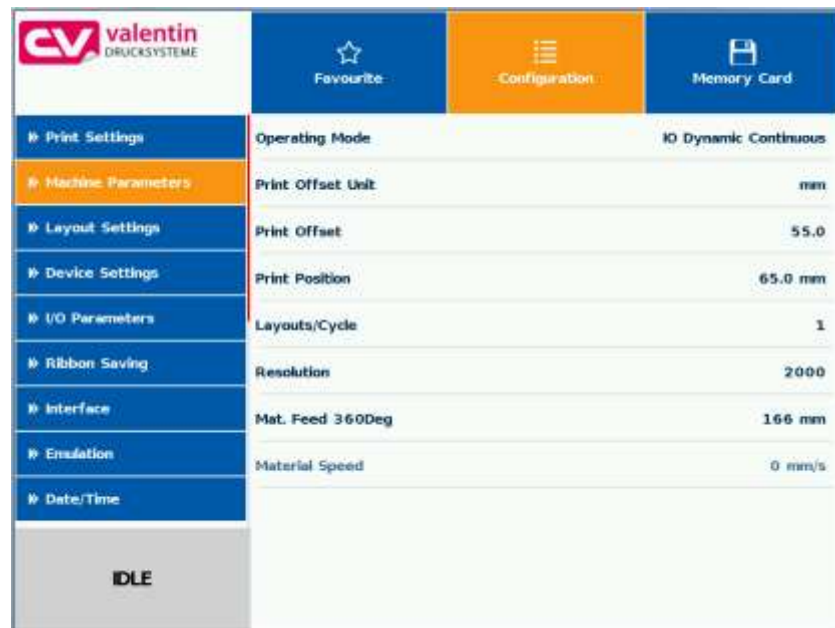 valentin
DRUCKSYSTEME
Favourite
Configuration
Memory Card
Print Settings
Machine Parameters
Layout Settings
Device Settings
I/O Parameters
Ribbon Saving
Interface
Emulation
Date/Time
IDLE
Operating Mode IO Dynamic Continuous
Print Offset Unit mm
Print Offset 55.0
Print Position 65.0 mm
Layouts/Cycle 1
Resolution 2000
Mat. Feed 360Deg 166 mm
Material Speed 0 mm/s